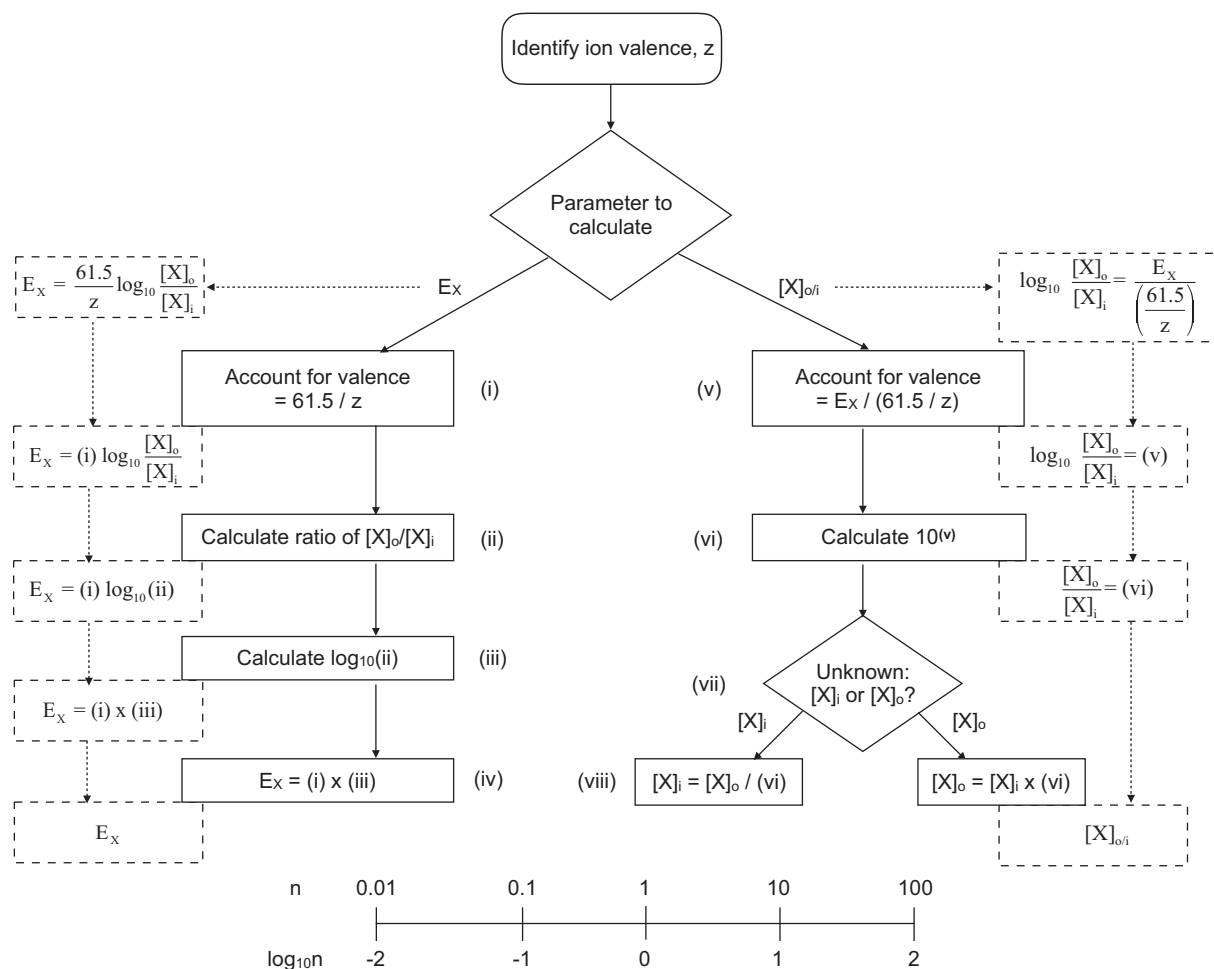 Identify ion valence, z
Parameter to
calculate
E_X = 61.5/z log₁₀ [X]ₒ/[X]ᵢ
E_X
[X]ₒ/ᵢ
log₁₀ [X]ₒ/[X]ᵢ = E_X/(61.5/z)
Account for valence
= 61.5 / z
(i)
(v)
Account for valence
= E_X / (61.5 / z)
E_X = (i) log₁₀ [X]ₒ/[X]ᵢ
log₁₀ [X]ₒ/[X]ᵢ = (v)
Calculate ratio of [X]ₒ/[X]ᵢ
(ii)
(vi)
Calculate 10⁽ᵛ⁾
E_X = (i) log₁₀(ii)
[X]ₒ/[X]ᵢ = (vi)
Calculate log₁₀(ii)
(iii)
(vii)
Unknown:
[X]ᵢ or [X]ₒ?
E_X = (i) x (iii)
[X]ᵢ
[X]ₒ
E_X = (i) x (iii)
(iv)
(viii)
[X]ᵢ = [X]ₒ / (vi)
[X]ₒ = [X]ᵢ x (vi)
E_X
[X]ₒ/ᵢ
n 0.01 0.1 1 10 100
log₁₀n -2 -1 0 1 2